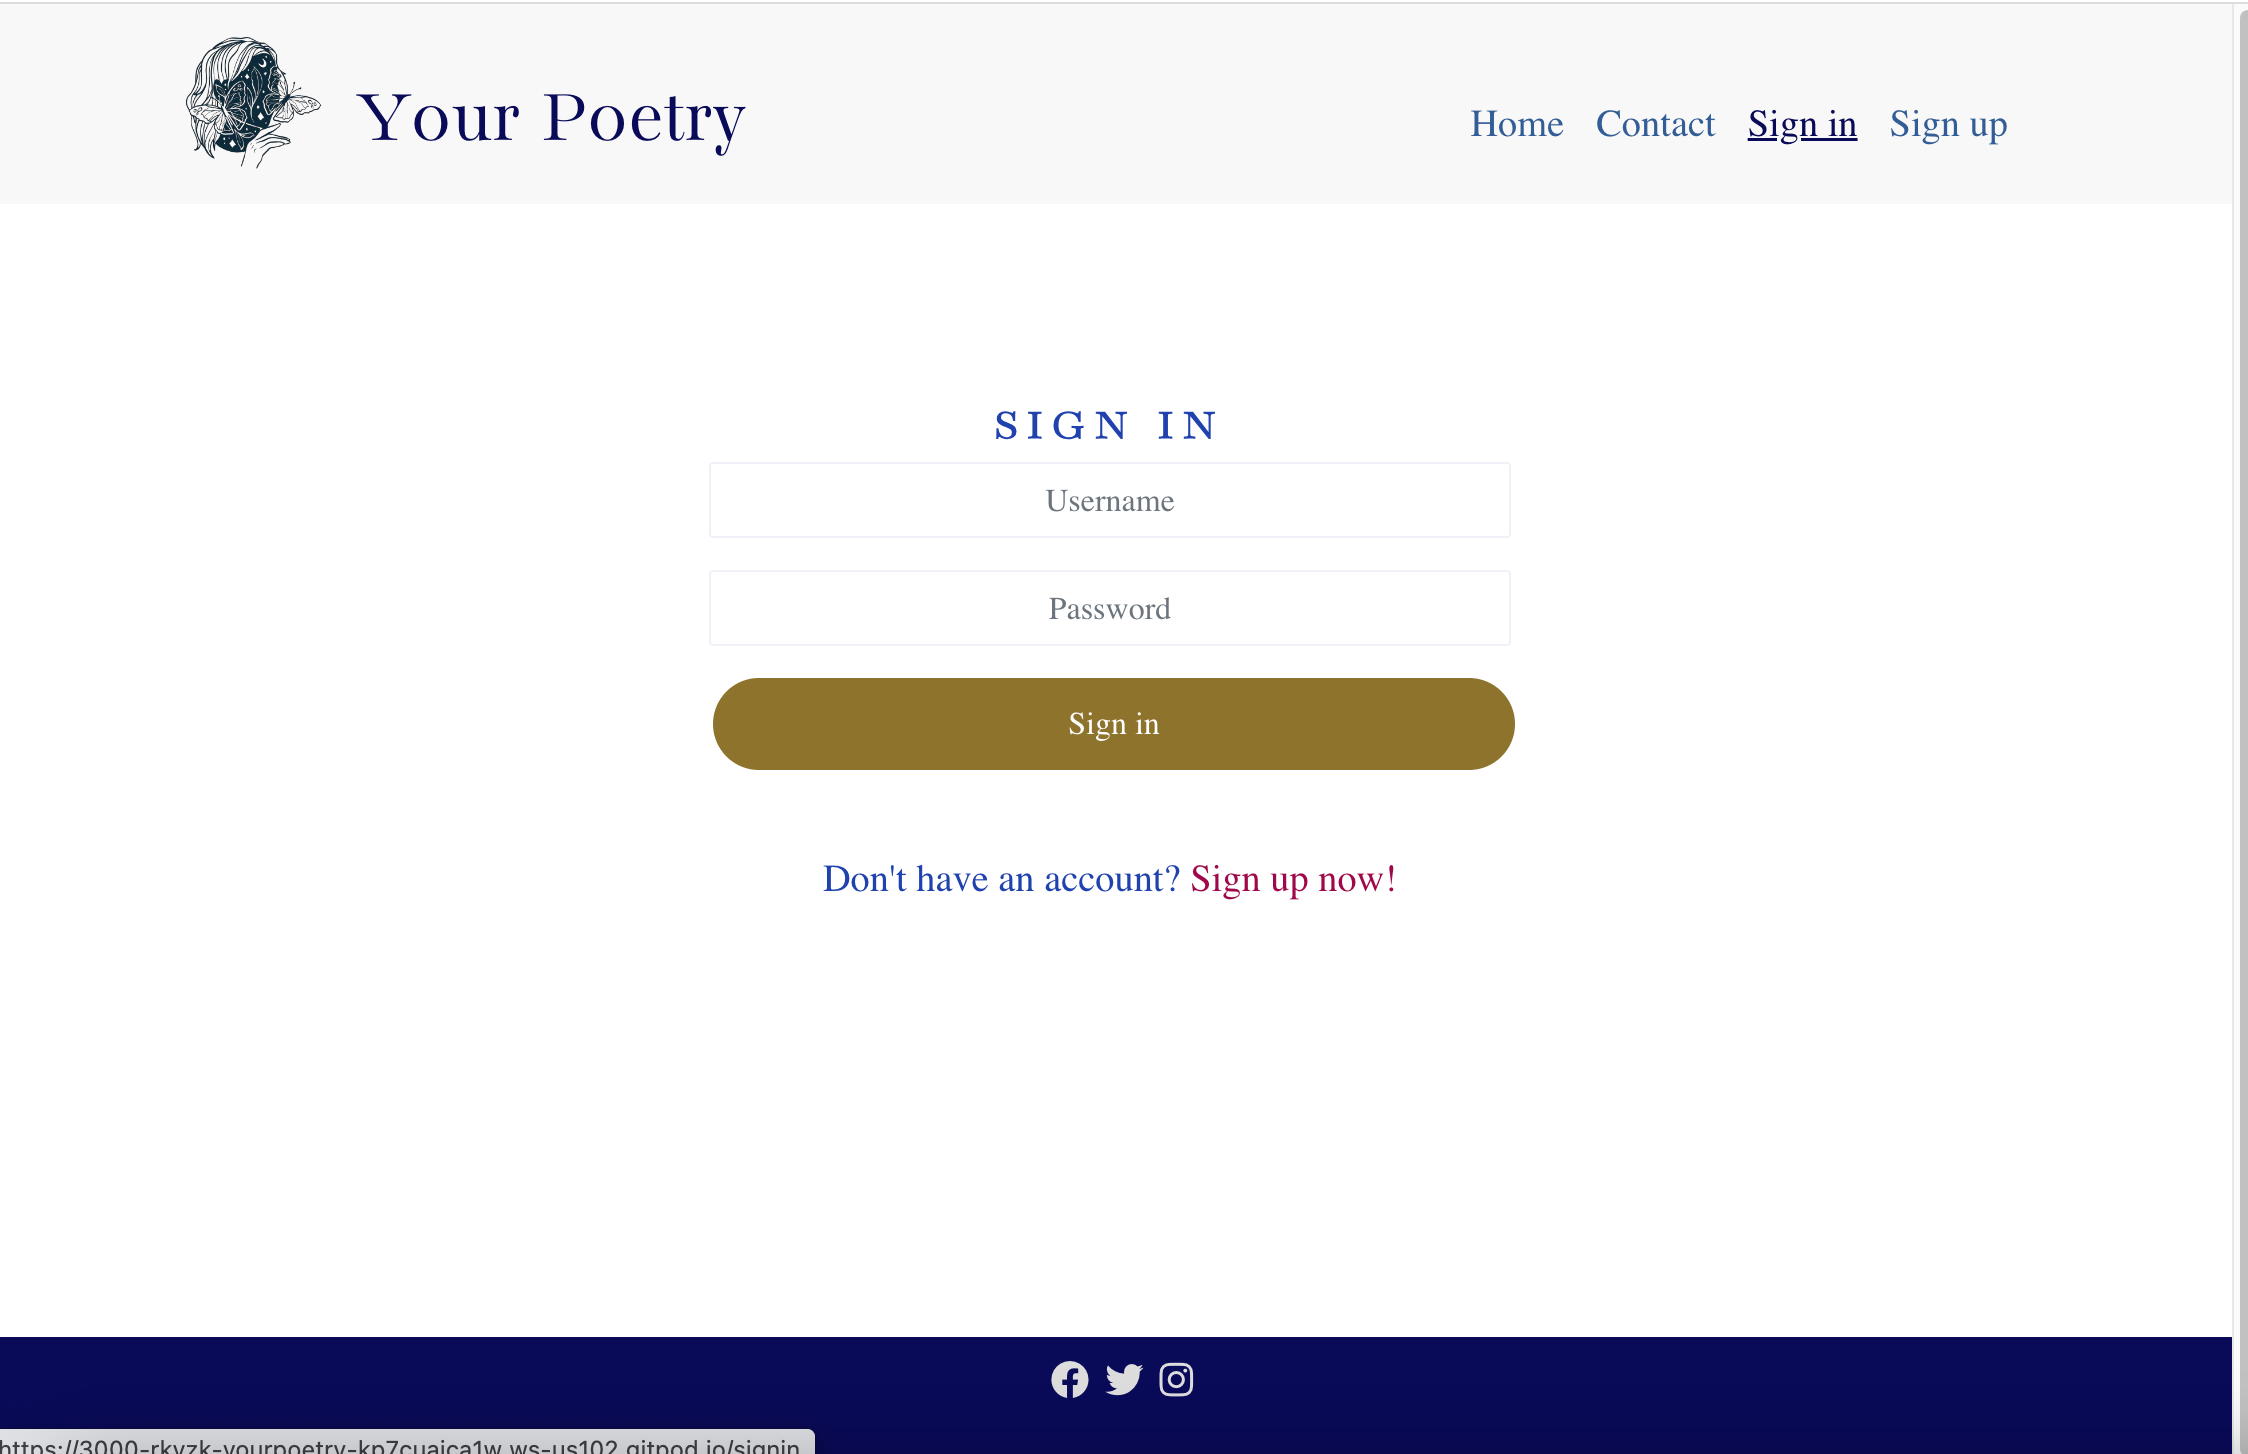 Your Poetry
Home Contact Sign in Sign up
SIGN IN
Username
Password
Sign in
Don't have an account? Sign up now!
https://3000-rkyzk-yourpoetry-kp7cuajca1w.ws-us102.gitpod.io/signin